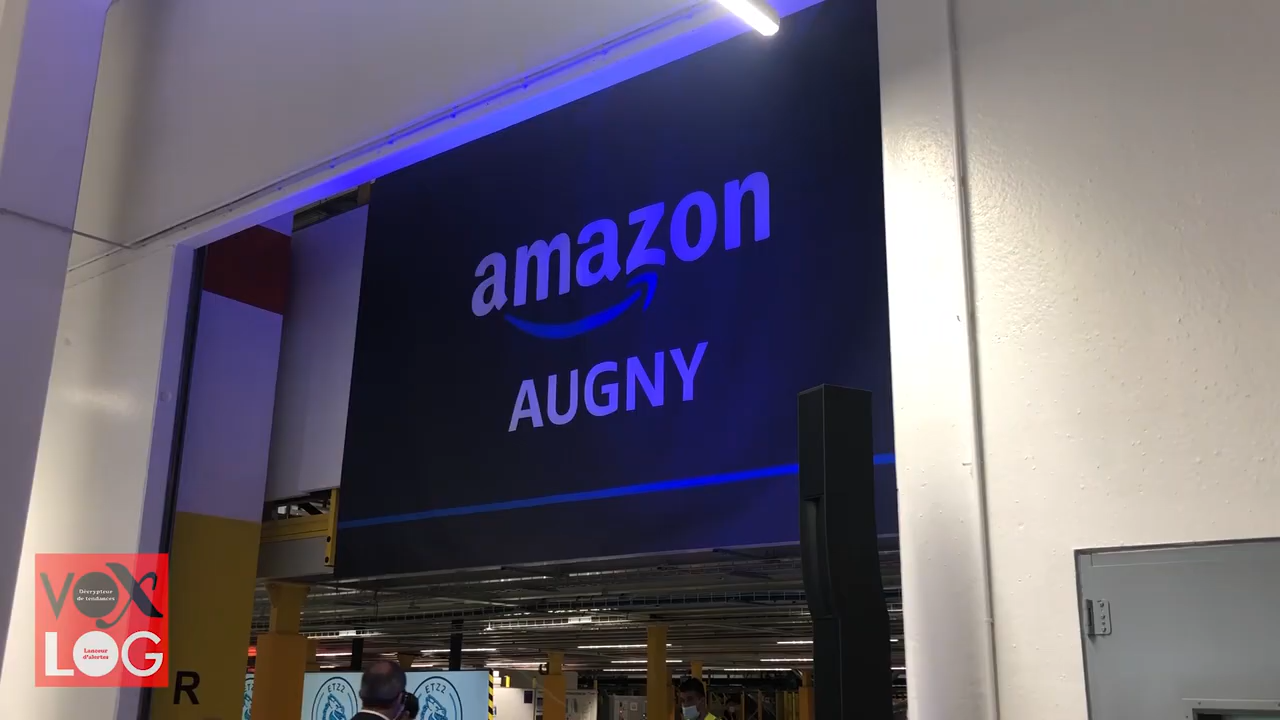 amazon
AUGNY
VOX
Décrypteur
de tendances
LOG
Lanceur
d'alertes
R
ETZ2
ETZ2